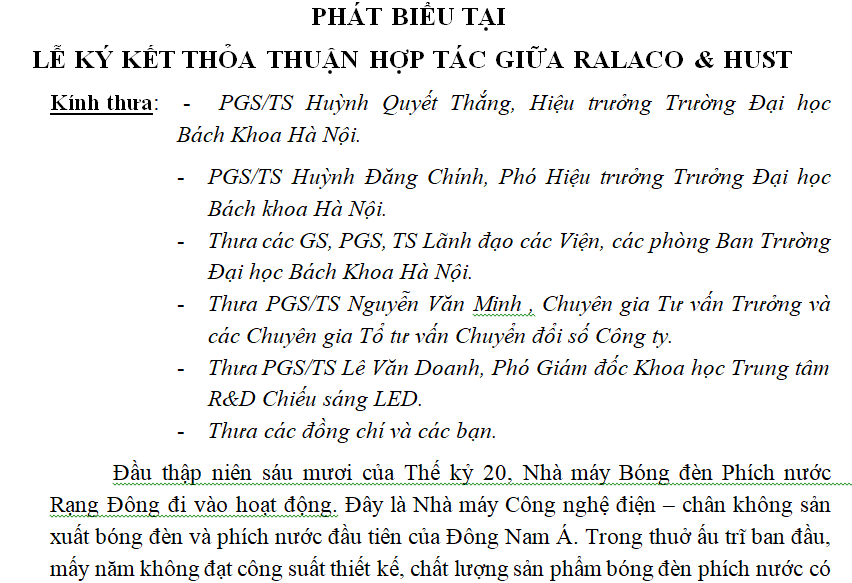 PHÁT BIỂU TẠI
LỄ KÝ KẾT THỎA THUẬN HỢP TÁC GIỮA RALACO & HUST
Kính thưa: - PGS/TS Huỳnh Quyết Thắng, Hiệu trưởng Trường Đại học
Bách Khoa Hà Nội.
- PGS/TS Huỳnh Đăng Chính, Phó Hiệu trưởng Trưởng Đại học
Bách khoa Hà Nội.
- Thưa các GS, PGS, TS Lãnh đạo các Viện, các phòng Ban Trường
Đại học Bách Khoa Hà Nội.
- Thưa PGS/TS Nguyễn Văn Minh , Chuyên gia Tư vấn Trưởng và
các Chuyên gia Tổ tư vấn Chuyển đổi số Công ty.
- Thưa PGS/TS Lê Văn Doanh, Phó Giám đốc Khoa học Trung tâm
R&D Chiếu sáng LED.
- Thưa các đồng chí và các bạn.
Đầu thập niên sáu mươi của Thế kỷ 20, Nhà máy Bóng đèn Phích nước
Rạng Đông đi vào hoạt động. Đây là Nhà máy Công nghệ điện – chân không sản
xuất bóng đèn và phích nước đầu tiên của Đông Nam Á. Trong thuở ấu trĩ ban đầu,
mấy năm không đạt công suất thiết kế, chất lượng sản phẩm bóng đèn phích nước có